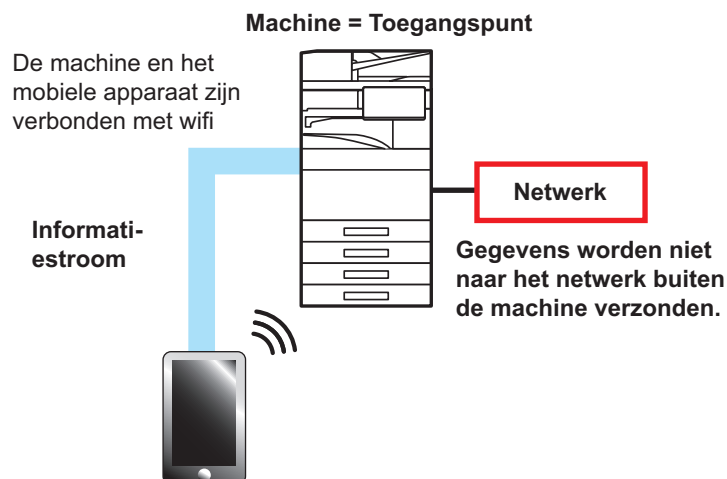 Machine = Toegangspunt
De machine en het
mobiele apparaat zijn
verbonden met wifi
Netwerk
Informati-
estroom
Gegevens worden niet
naar het netwerk buiten
de machine verzonden.